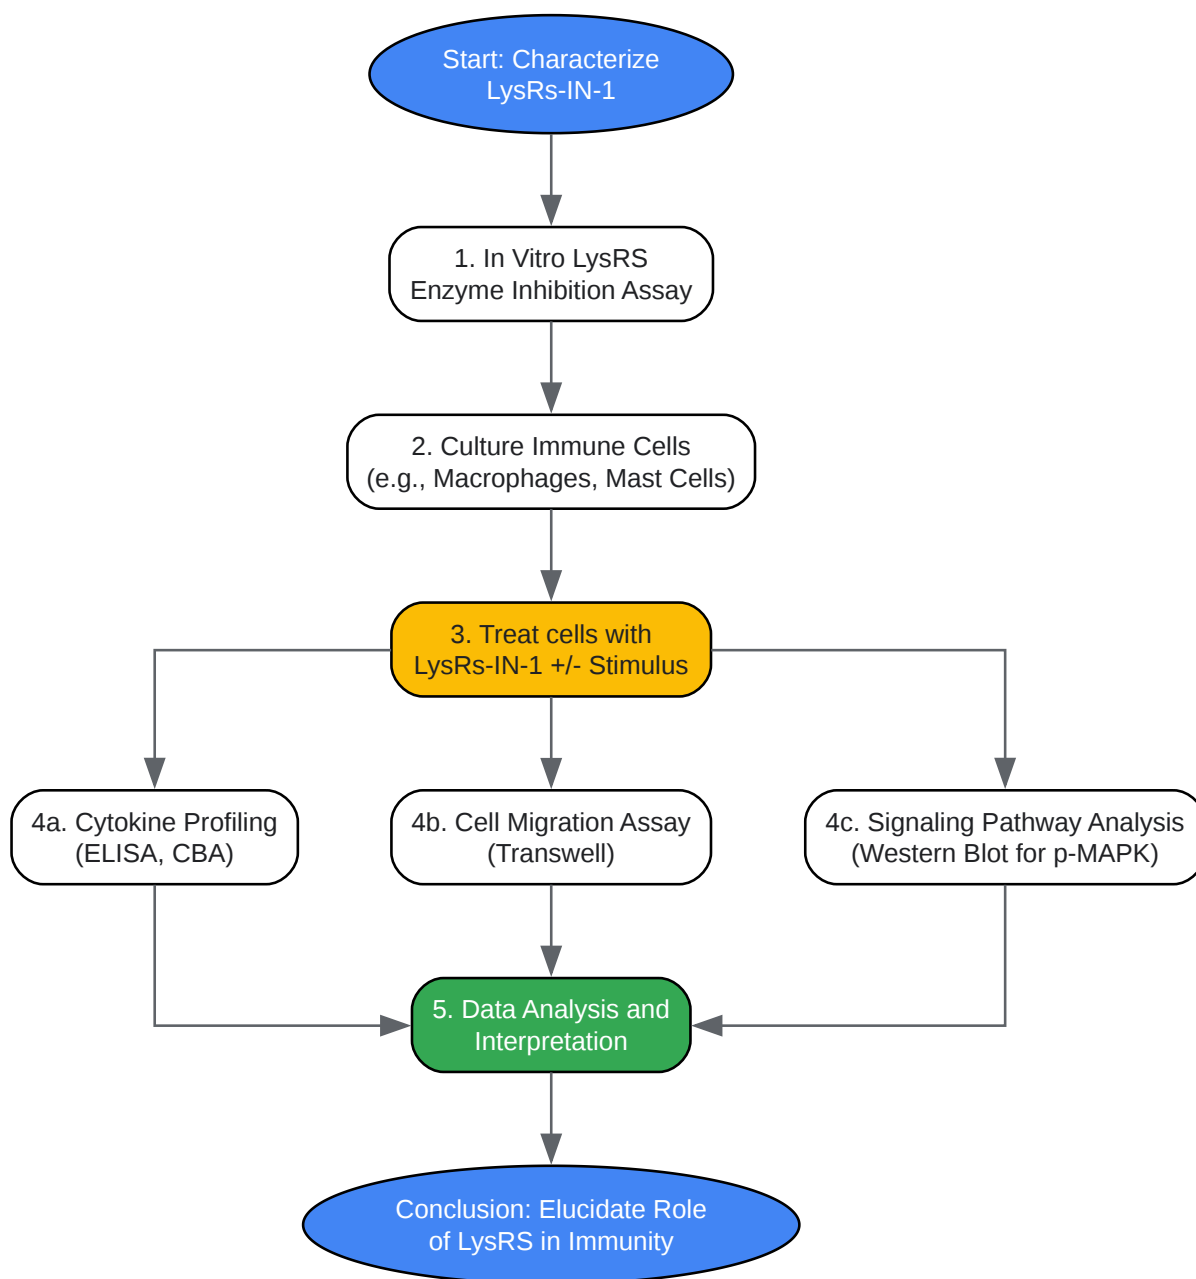 Start: Characterize
LysRs-IN-1
1. In Vitro LysRS
Enzyme Inhibition Assay
2. Culture Immune Cells
(e.g., Macrophages, Mast Cells)
3. Treat cells with
LysRs-IN-1 +/- Stimulus
4a. Cytokine Profiling
(ELISA, CBA)
4b. Cell Migration Assay
(Transwell)
4c. Signaling Pathway Analysis
(Western Blot for p-MAPK)
5. Data Analysis and
Interpretation
Conclusion: Elucidate Role
of LysRS in Immunity